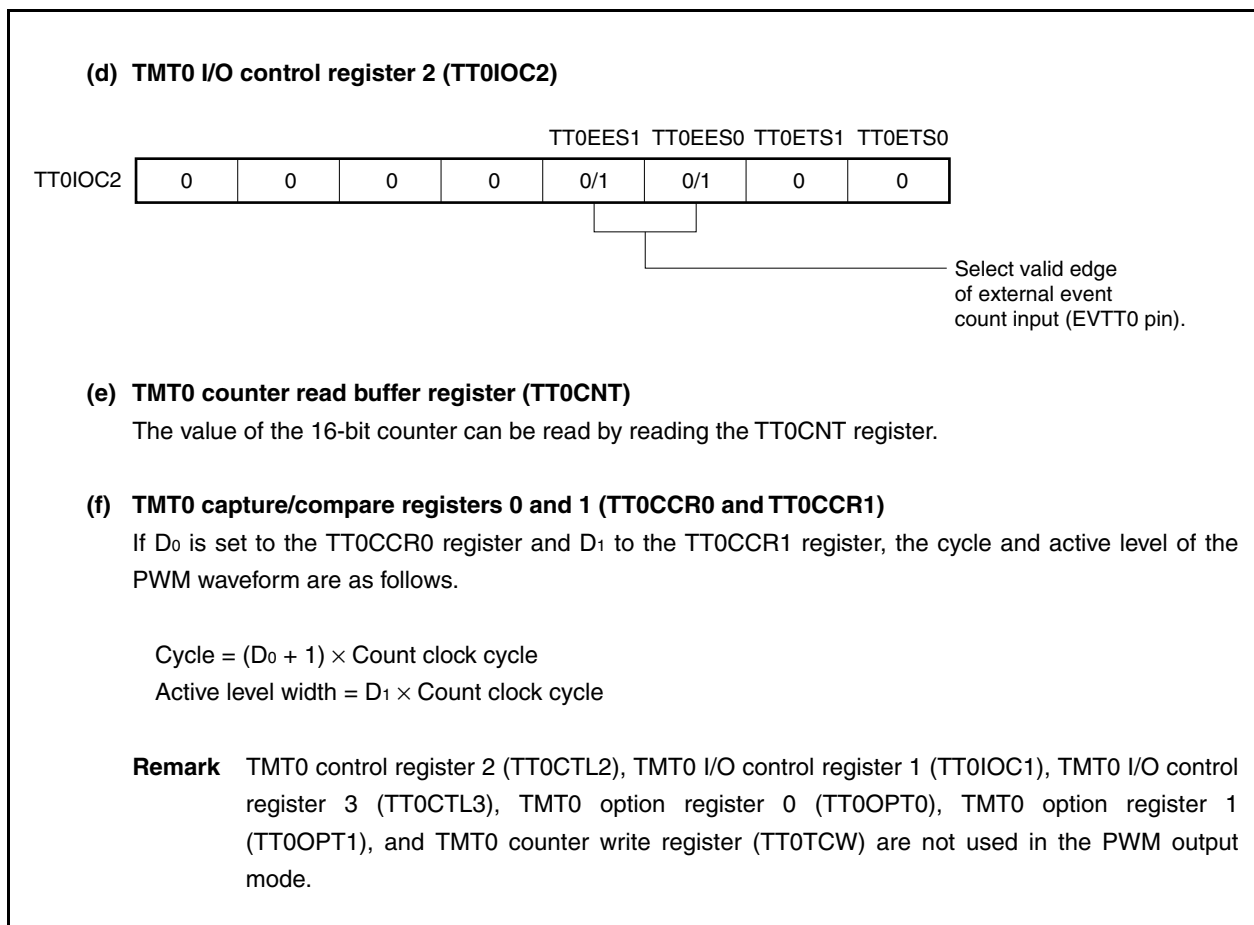 (d) TMT0 I/O control register 2 (TT0IOC2)
TT0EES1 TT0EES0 TT0ETS1 TT0ETS0
TT0IOC2 0 0 0 0 0/1 0/1 0 0
Select valid edge
of external event
count input (EVTT0 pin).
(e) TMT0 counter read buffer register (TT0CNT)
The value of the 16-bit counter can be read by reading the TT0CNT register.
(f) TMT0 capture/compare registers 0 and 1 (TT0CCR0 and TT0CCR1)
If D0 is set to the TT0CCR0 register and D1 to the TT0CCR1 register, the cycle and active level of the
PWM waveform are as follows.
Cycle = (D0 + 1) × Count clock cycle
Active level width = D1 × Count clock cycle
Remark TMT0 control register 2 (TT0CTL2), TMT0 I/O control register 1 (TT0IOC1), TMT0 I/O control
register 3 (TT0CTL3), TMT0 option register 0 (TT0OPT0), TMT0 option register 1
(TT0OPT1), and TMT0 counter write register (TT0TCW) are not used in the PWM output
mode.